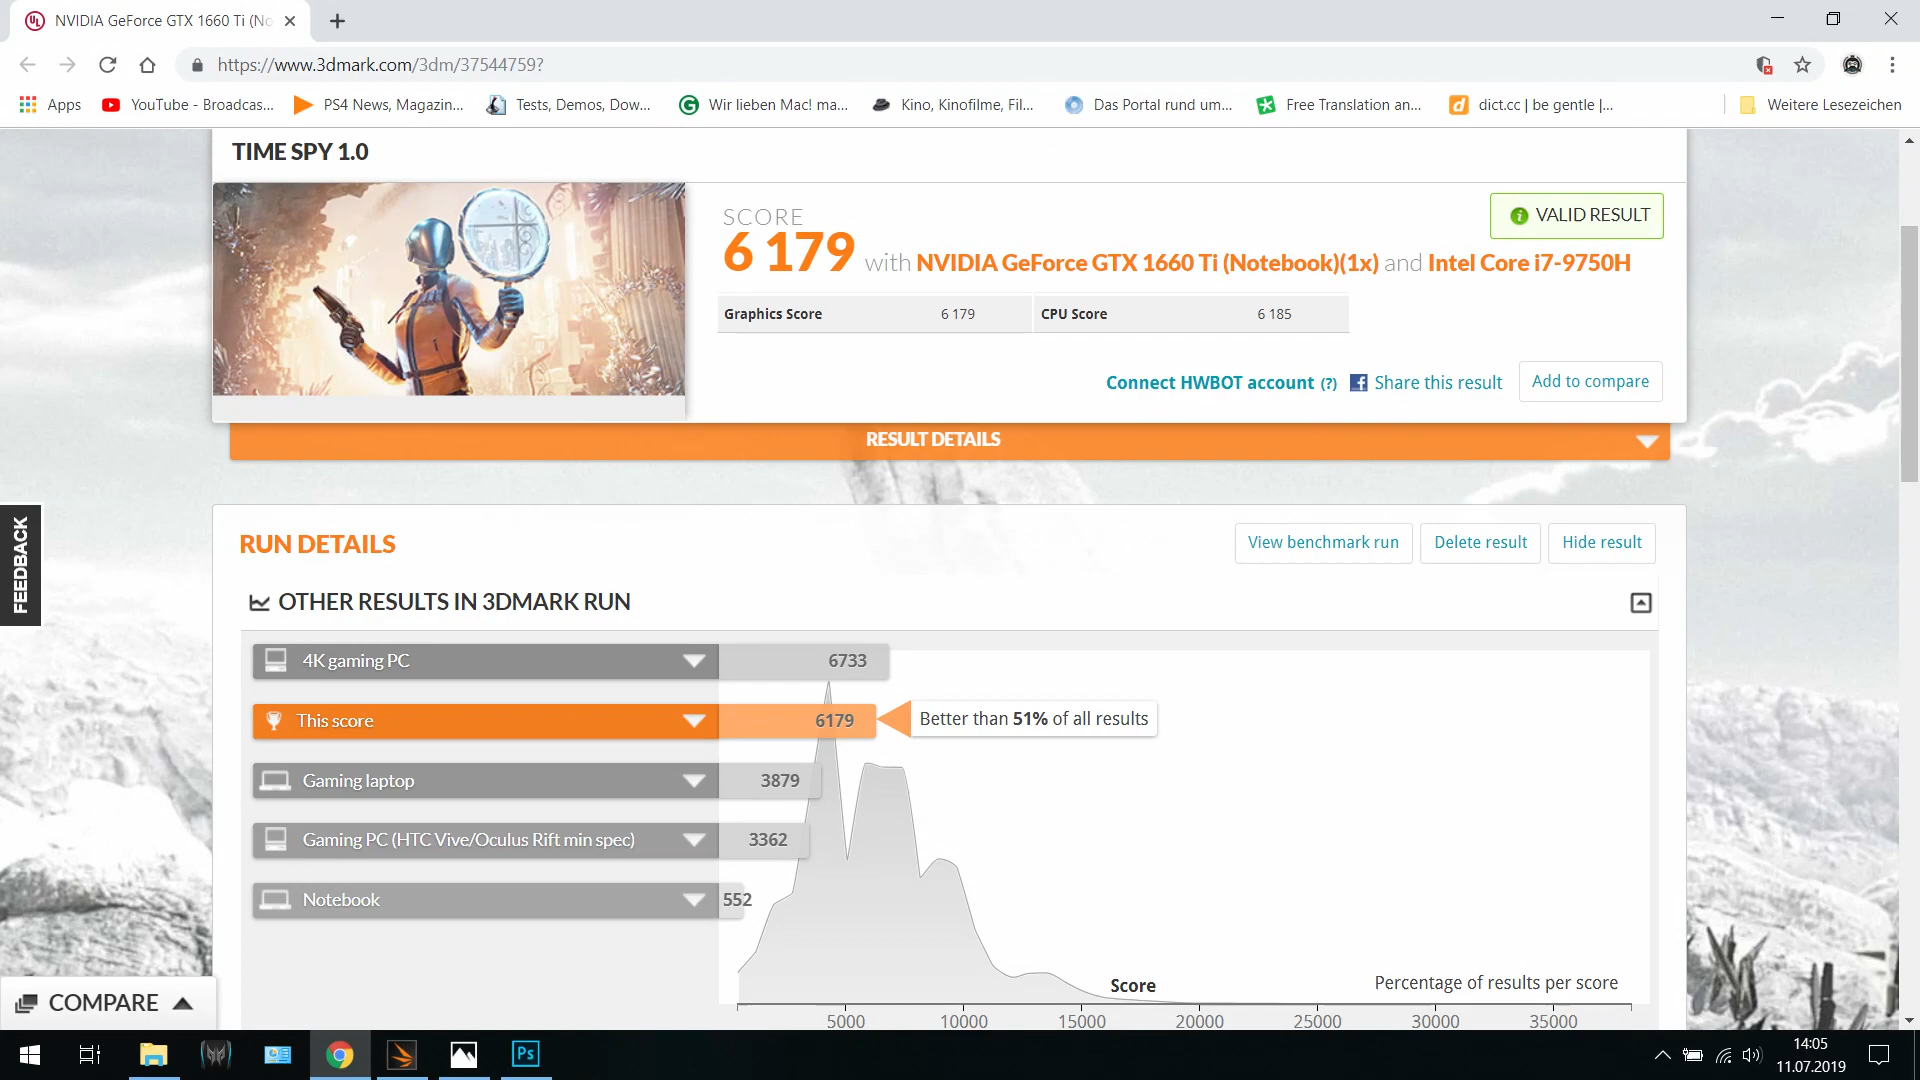 NVIDIA GeForce GTX 1660 Ti (No
https://www.3dmark.com/3dm/37544759?
Apps
YouTube - Broadcas...
PS4 News, Magazin...
Tests, Demos, Dow...
Wir lieben Mac! ma...
Kino, Kinofilme, Fil...
Das Portal rund um...
Free Translation an...
dict.cc | be gentle |...
Weitere Lesezeichen
TIME SPY 1.0
SCORE
VALID RESULT
6 179 with NVIDIA GeForce GTX 1660 Ti (Notebook)(1x) and Intel Core i7-9750H
Graphics Score 6 179 CPU Score 6 185
Connect HWBOT account (?) Share this result Add to compare
RESULT DETAILS
FEEDBACK
RUN DETAILS
View benchmark run Delete result Hide result
OTHER RESULTS IN 3DMARK RUN
4K gaming PC 6733
This score 6179 Better than 51% of all results
Gaming laptop 3879
Gaming PC (HTC Vive/Oculus Rift min spec) 3362
Notebook 552
Score Percentage of results per score
5000 10000 15000 20000 25000 30000 35000
COMPARE
Ps
14:05
11.07.2019